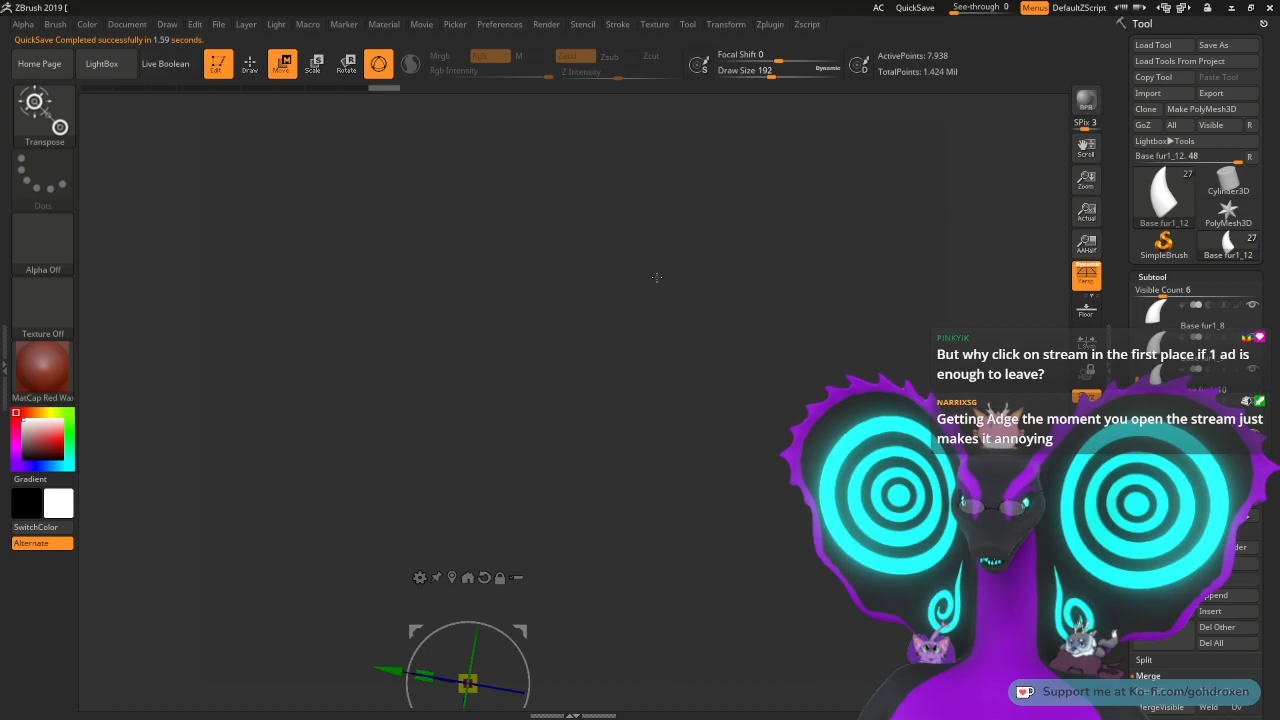 ZBrush 2019 [
AC
QuickSave
See-through 0
Menus
DefaultZScript
Alpha
Brush
Color
Document
Draw
Edit
File
Layer
Light
Macro
Marker
Material
Movie
Picker
Preferences
Render
Stencil
Stroke
Texture
Tool
Transform
Zplugin
Zscript
QuickSave Completed successfully in 1.59 seconds.
Home Page
LightBox
Live Boolean
Edit
Draw
Move
Scale
Rotate
Mrgb
Rgb
M
Rgb Intensity
Zadd
Zsub
Zcut
Z Intensity
Focal Shift 0
Draw Size 192
Dynamic
ActivePoints: 7.938
TotalPoints: 1.424 Mil
Transpose
Dots
Alpha Off
Texture Off
MatCap Red Wax
Gradient
SwitchColor
Alternate
BPR
SPix 3
Scroll
Zoom
Actual
AAHalf
Dynamic
Persp
Floor
L.Sym
Tool
Load Tool
Save As
Load Tools From Project
Copy Tool
Paste Tool
Import
Export
Clone
Make PolyMesh3D
GoZ
All
Visible
R
Lightbox▶Tools
Base fur1_12. 48
R
27
Base fur1_12
Cylinder3D
PolyMesh3D
SimpleBrush
27
Base fur1_12
Subtool
Visible Count 6
Base fur1_8
PINKYIK
But why click on stream in the first place if 1 ad is
enough to leave?
NARRIXSG
Getting Adge the moment you open the stream just
makes it annoying
Insert
Del Other
Del All
Split
Merge
MergeVisible
Weld
Uv
Support me at Ko-fi.com/gohdroxen